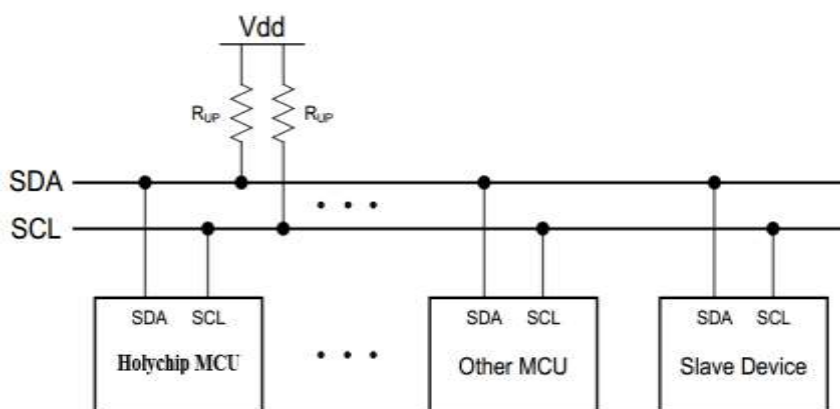 Vdd
RUP RUP
SDA
SCL
SDA SCL SDA SCL SDA SCL
Holychip MCU Other MCU Slave Device